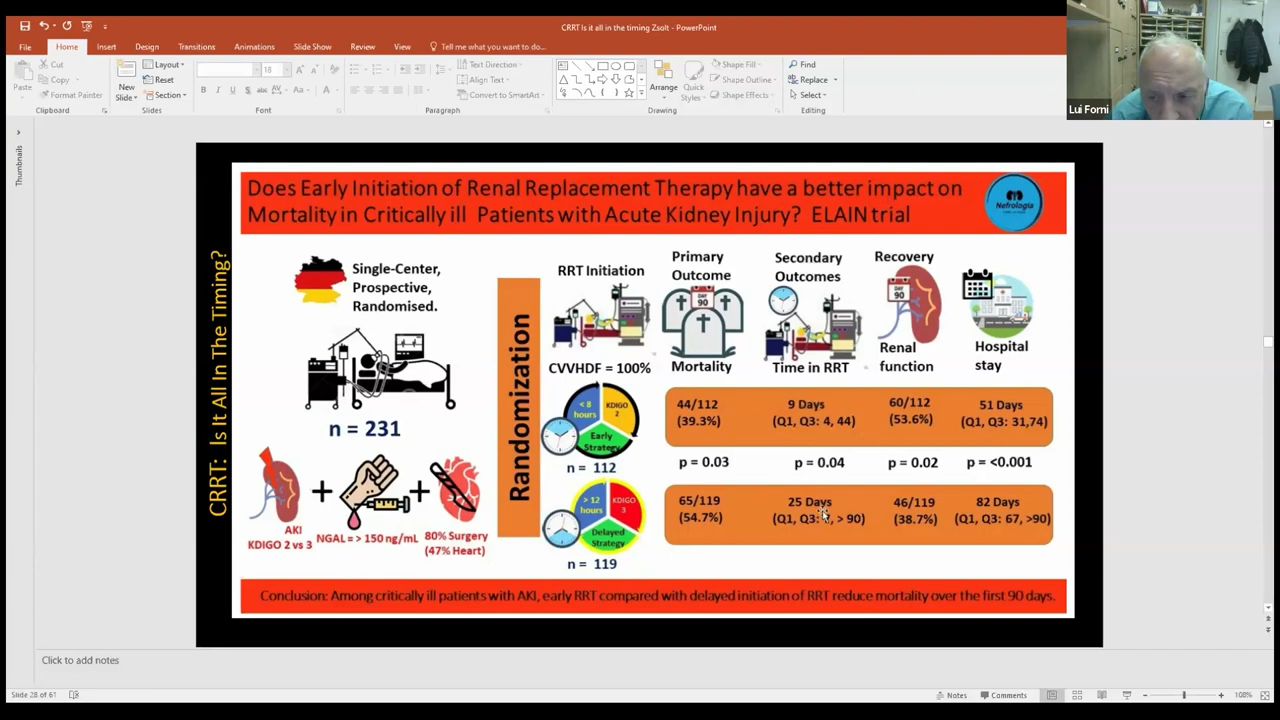 CRRT Is it all in the timing Zsolt - PowerPoint
File
Home
Insert
Design
Transitions
Animations
Slide Show
Review
View
Tell me what you want to do...
Paste
Cut
Copy
Format Painter
Clipboard
New
Slide
Layout
Reset
Section
Slides
18
Font
Text Direction
Align Text
Convert to SmartArt
Paragraph
Arrange
Quick
Styles
Shape Fill
Shape Outline
Shape Effects
Drawing
Find
Replace
Select
Editing
Lui Forni
Thumbnails
CRRT: Is It All In The Timing?
Does Early Initiation of Renal Replacement Therapy have a better impact on
Mortality in Critically ill Patients with Acute Kidney Injury? ELAIN trial
Nefrologia
Single-Center,
Prospective,
Randomised.
n = 231
AKI
KDIGO 2 vs 3
+
NGAL = > 150 ng/mL
+
80% Surgery
(47% Heart)
Randomization
RRT Initiation
CVVHDF = 100%
< 8
hours
KDIGO
2
Early
Strategy
n = 112
> 12
hours
KDIGO
3
Delayed
Strategy
n = 119
Primary
Outcome
DAY
90
Mortality
Secondary
Outcomes
Time in RRT
Recovery
DAY
90
Renal
function
Hospital
stay
44/112
(39.3%)
9 Days
(Q1, Q3: 4, 44)
60/112
(53.6%)
51 Days
(Q1, Q3: 31,74)
p = 0.03
p = 0.04
p = 0.02
p = <0.001
65/119
(54.7%)
25 Days
(Q1, Q3: , > 90)
46/119
(38.7%)
82 Days
(Q1, Q3: 67, >90)
Conclusion: Among critically ill patients with AKI, early RRT compared with delayed initiation of RRT reduce mortality over the first 90 days.
Click to add notes
Slide 28 of 61
Notes
Comments
108%